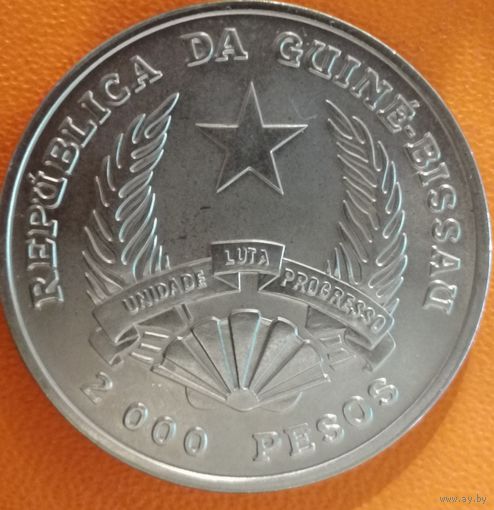 REPÚBLICA DA GUINÉ-BISSAU
UNIDADE LUTA PROGRESSO
2 000 PESOS
www.ay.by